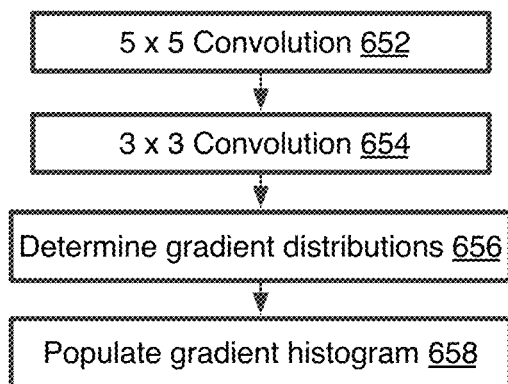 5 x 5 Convolution 652
3 x 3 Convolution 654
Determine gradient distributions 656
Populate gradient histogram 658